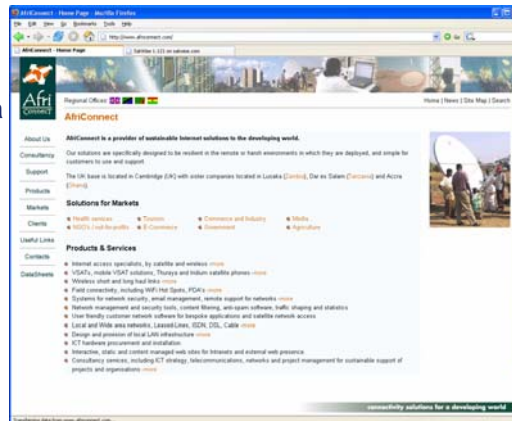 AfriConnect - Home Page - Mozilla Firefox
File Edit View Go Bookmarks Tools Help
http://www.africonnect.com/
AfriConnect - Home Page
Afri
CONNECT
Regional Offices:
Home | News | Site Map | Search
AfriConnect
About Us
Consultancy
Support
Products
Markets
Clients
Useful Links
Contacts
DataSheets
AfriConnect is a provider of sustainable Internet solutions to the developing world.
Our solutions are specifically designed to be resilient in the remote or harsh environments in which they are deployed, and simple for
customers to use and support.
The UK base is located in Cambridge (UK) with sister companies located in Lusaka (Zambia), Dar es Salam (Tanzania) and Accra
(Ghana).
Solutions for Markets
Health services
Tourism
Commerce and Industry
Media
NGO's / not-for-profits
E-Commerce
Government
Agriculture
Products & Services
Internet access specialists, by satellite and wireless more
VSATs, mobile VSAT solutions, Thuraya and Iridium satellite phones more
Wireless short and long haul links more
Field connectivity, including WiFi Hot Spots, PDA's more
Systems for network security, email management, remote support for networks more
Network management and security tools, content filtering, anti-spam software, traffic shaping and statistics
User friendly customer network software for bespoke applications and satellite network access
Local and Wide area networks, Leased-Lines, ISDN, DSL, Cable more
Design and provision of local LAN infrastructure more
ICT hardware procurement and installation
Interactive, static and content managed web sites for Intranets and external web presence.
Consultancy services, including ICT strategy, telecommunications, networks and project management for sustainable support of
projects and organisations more
connectivity solutions for a developing world
Transferring data from www.africonnect.com...